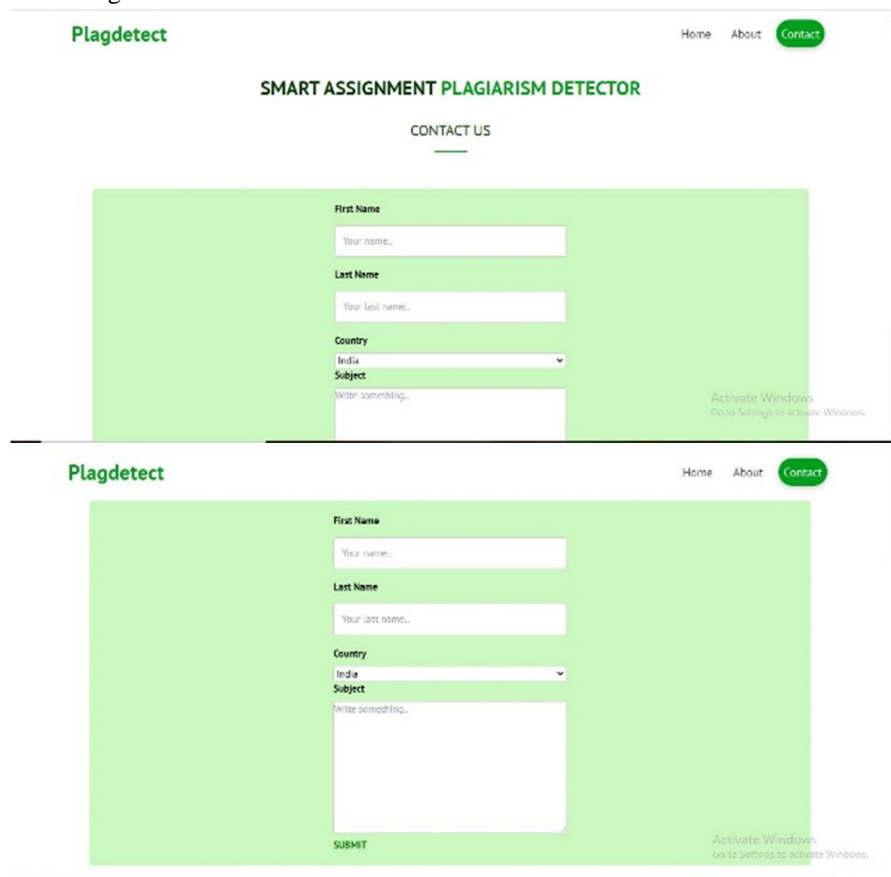 Plagdetect
Home About Contact
SMART ASSIGNMENT PLAGIARISM DETECTOR
CONTACT US
First Name
Your name..
Last Name
Your last name..
Country
India
Subject
Write something..
Activate Windows
Go to Settings to activate Windows.
Plagdetect
Home About Contact
First Name
Your name..
Last Name
Your last name..
Country
India
Subject
Write something..
SUBMIT
Activate Windows
Go to Settings to activate Windows.